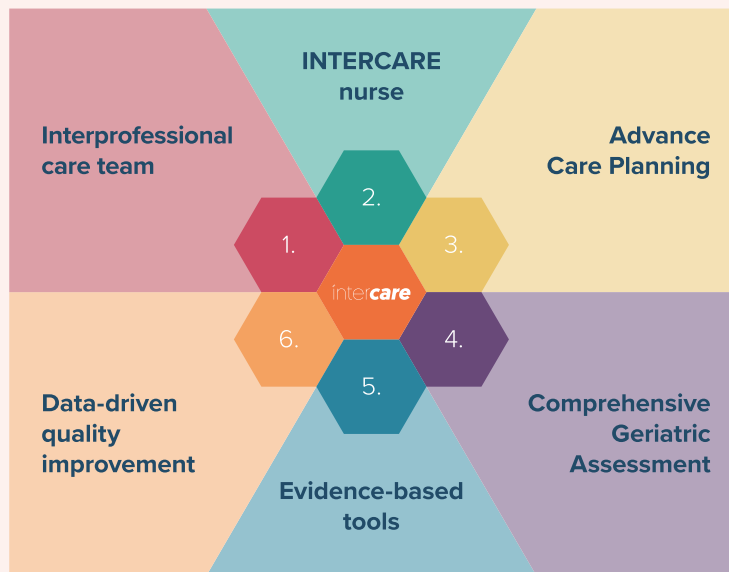 INTERCARE
nurse
Interprofessional
care team
Advance
Care Planning
2.
1.
3.
intercare
6.
4.
5.
Data-driven
quality
improvement
Comprehensive
Geriatric
Assessment
Evidence-based
tools